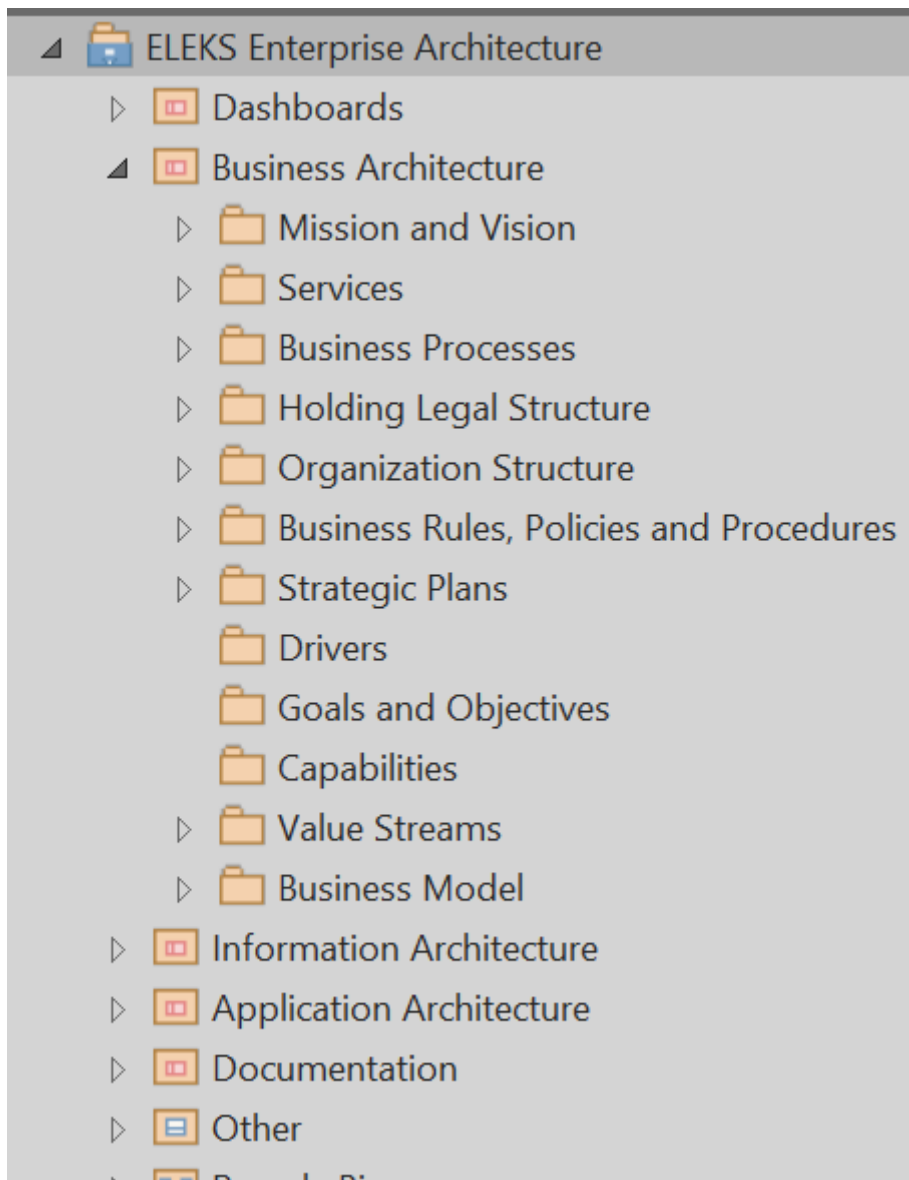 ELEKS Enterprise Architecture
Dashboards
Business Architecture
Mission and Vision
Services
Business Processes
Holding Legal Structure
Organization Structure
Business Rules, Policies and Procedures
Strategic Plans
Drivers
Goals and Objectives
Capabilities
Value Streams
Business Model
Information Architecture
Application Architecture
Documentation
Other